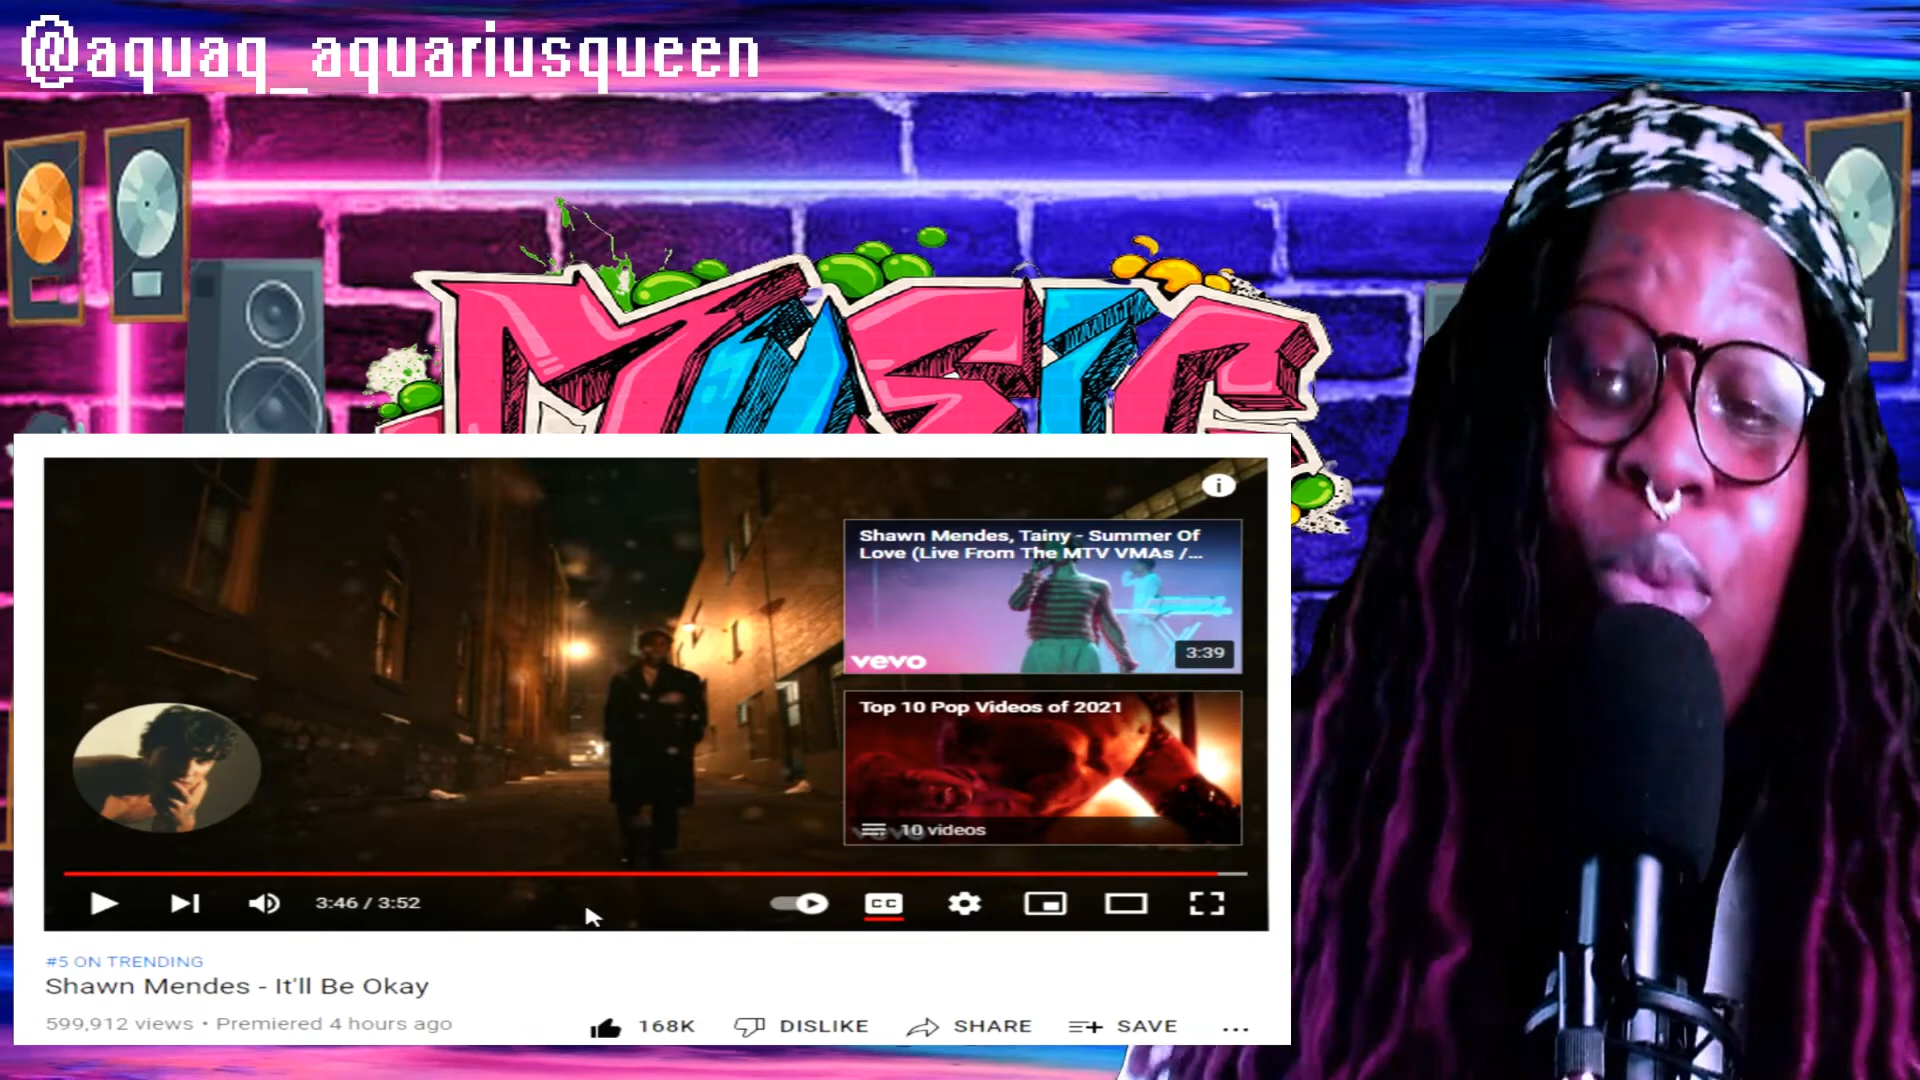 @aquaq_aquariusqueen
MUSIC
Shawn Mendes, Tainy - Summer Of
Love (Live From The MTV VMAs /...
vevo
3:39
Top 10 Pop Videos of 2021
10 videos
3:46 / 3:52
CC
#5 ON TRENDING
Shawn Mendes - It'll Be Okay
599,912 views • Premiered 4 hours ago
168K DISLIKE SHARE SAVE ...